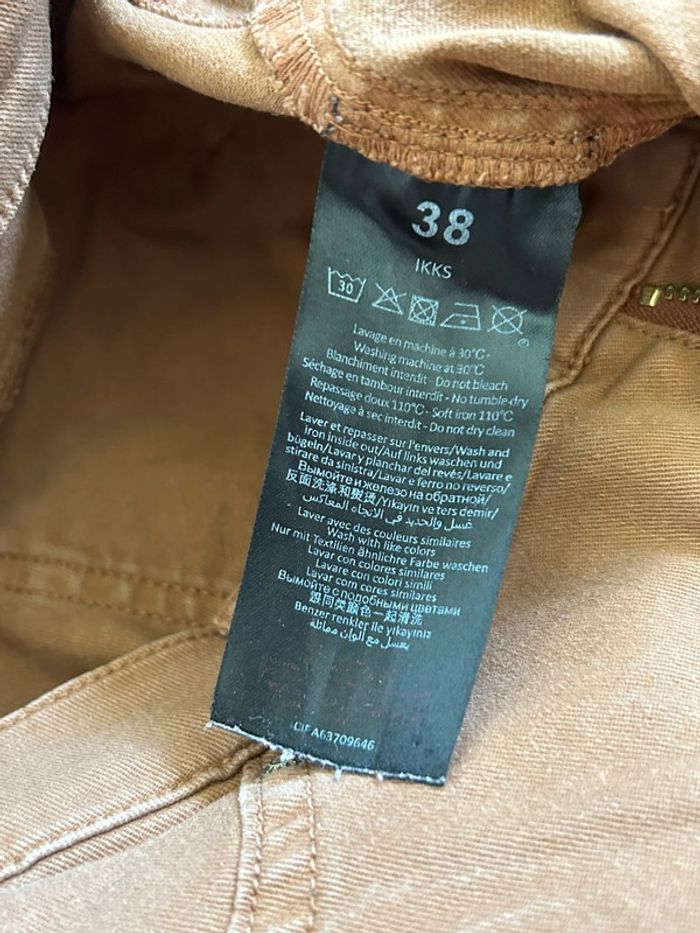 38
IKKS
30
Lavage en machine à 30°C -
Washing machine at 30°C
Blanchiment interdit - Do not bleach
Séchage en tambour interdit - No tumble-dry
Repassage doux 110°C - Soft iron 110°C
Nettoyage à sec interdit - Do not dry clean
Laver et repasser sur l'envers/Wash and
iron inside out/Auf links waschen und
bügeln/Lavar y planchar del revés/Lavare e
stirare da sinistra/Lavar e ferro no reverso/
Вымойте и железо на обратной/
反面洗涤和熨烫/Yikayın ve ters demir/
غسل والحديد في الاتجاه المعاكس
Laver avec des couleurs similaires
Wash with like colors
Nur mit Textilien ähnliche Farbe waschen
Lavar con colores similares
Lavare con colori simili
Lavar com cores similares
Вымойте с подобными цветами
跟同类颜色一起清洗
Benzer renkler ile yikayınız
يغسل مع ألوان مماثلة
A63709646